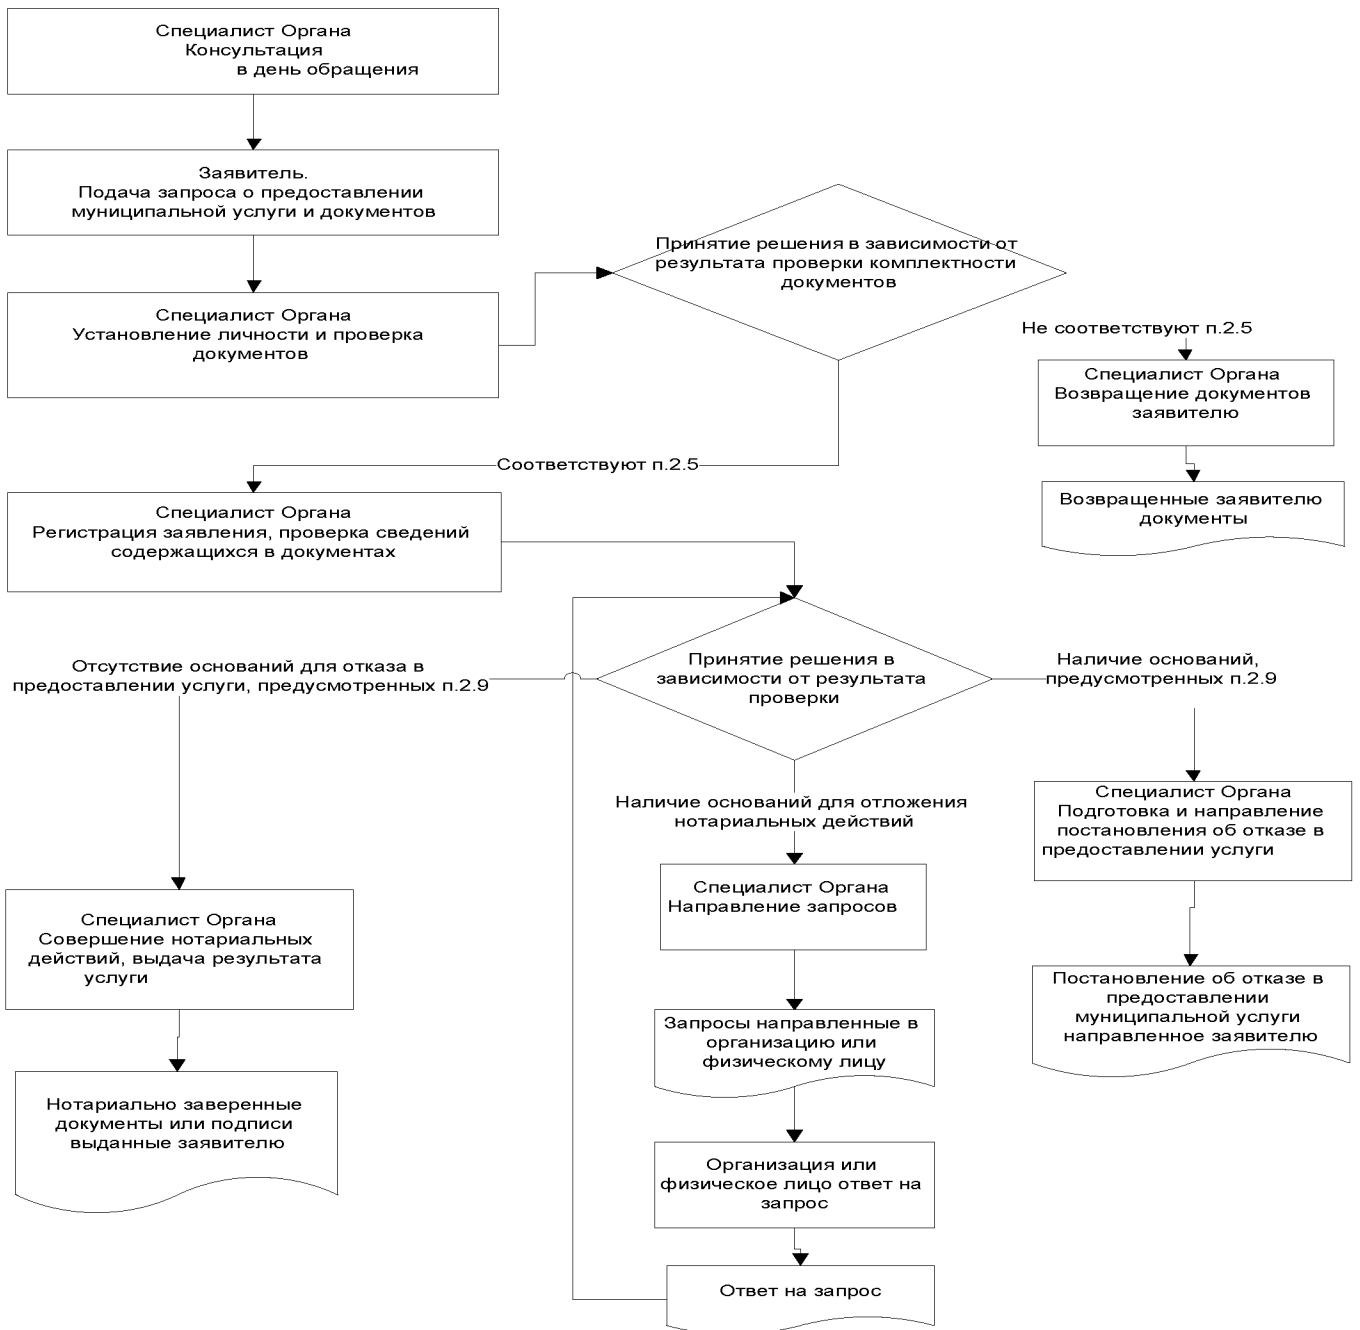 Специалист Органа
Консультация
в день обращения
Заявитель.
Подача запроса о предоставлении
муниципальной услуги и документов
Специалист Органа
Установление личности и проверка
документов
Принятие решения в зависимости от
результата проверки комплектности
документов
Не соответствуют п.2.5
Специалист Органа
Возвращение документов
заявителю
Возвращенные заявителю
документы
Соответствуют п.2.5
Специалист Органа
Регистрация заявления, проверка сведений
содержащихся в документах
Принятие решения в
зависимости от результата
проверки
Отсутствие оснований для отказа в
предоставлении услуги, предусмотренных п.2.9
Наличие оснований,
предусмотренных п.2.9
Наличие оснований для отложения
нотариальных действий
Специалист Органа
Подготовка и направление
постановления об отказе в
предоставлении услуги
Специалист Органа
Направление запросов
Специалист Органа
Совершение нотариальных
действий, выдача результата
услуги
Постановление об отказе в
предоставлении
муниципальной услуги
направленное заявителю
Запросы направленные в
организацию или
физическому лицу
Нотариально заверенные
документы или подписи
выданные заявителю
Организация или
физическое лицо ответ на
запрос
Ответ на запрос